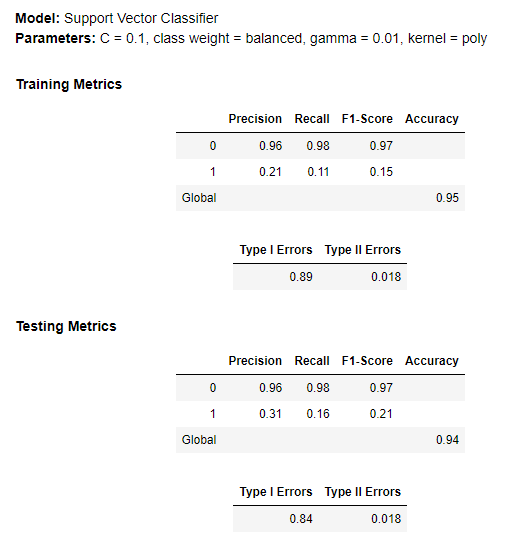 Model: Support Vector Classifier
Parameters: C = 0.1, class weight = balanced, gamma = 0.01, kernel = poly
Training Metrics
Precision Recall F1-Score Accuracy
0 0.96 0.98 0.97
1 0.21 0.11 0.15
Global 0.95
Type I Errors Type II Errors
0.89 0.018
Testing Metrics
Precision Recall F1-Score Accuracy
0 0.96 0.98 0.97
1 0.31 0.16 0.21
Global 0.94
Type I Errors Type II Errors
0.84 0.018